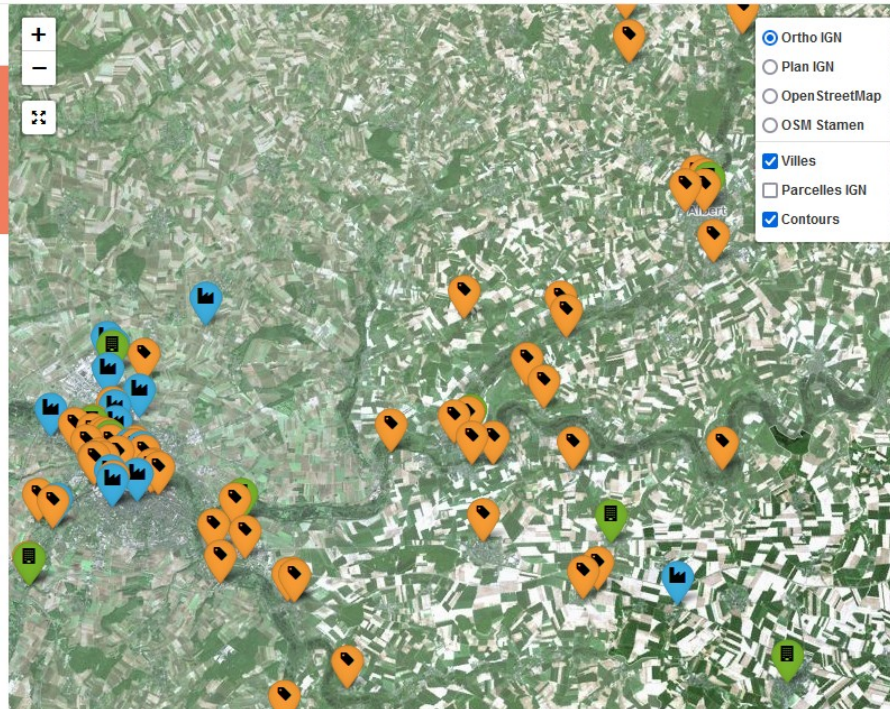 +
−
Ortho IGN
Plan IGN
OpenStreetMap
OSM Stamen
Villes
Parcelles IGN
Contours
Albert